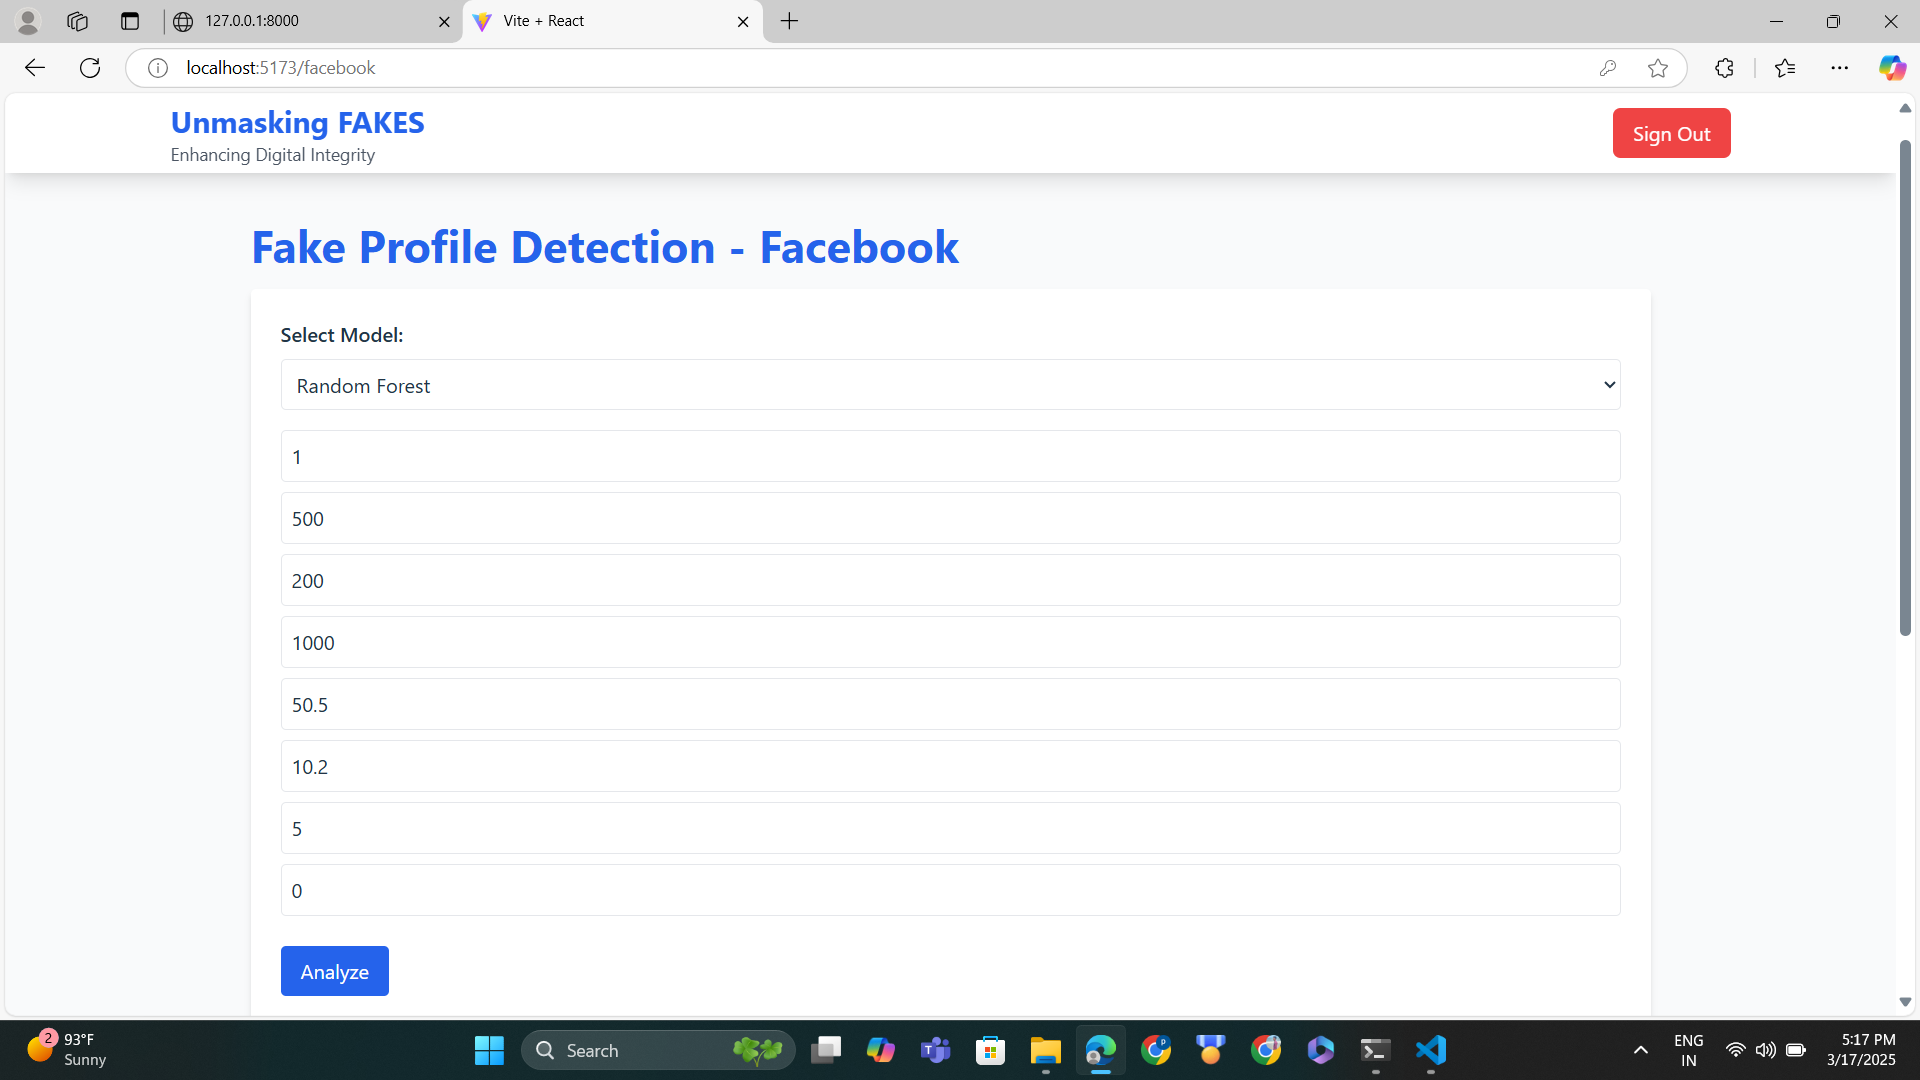 127.0.0.1:8000
Vite + React
localhost:5173/facebook
Unmasking FAKES
Enhancing Digital Integrity
Sign Out
Fake Profile Detection - Facebook
Select Model:
Random Forest
1
500
200
1000
50.5
10.2
5
0
Analyze
2
93°F
Sunny
Search
T
P
ENG
IN
5:17 PM
3/17/2025